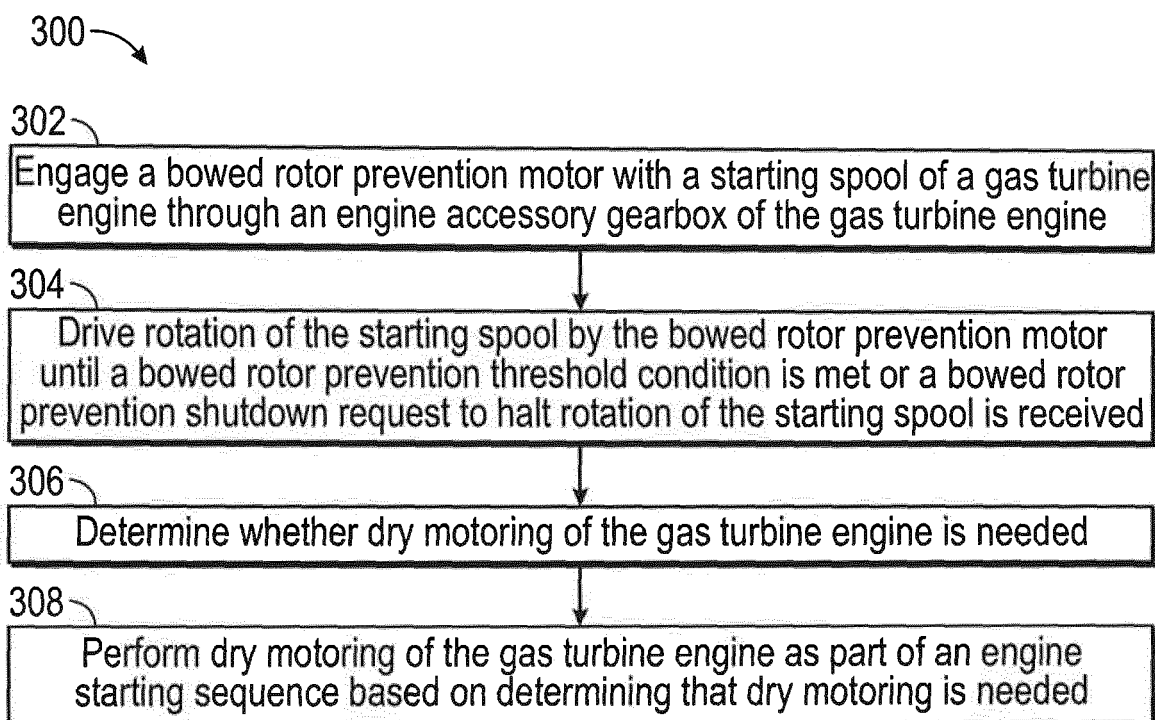 300
302
Engage a bowed rotor prevention motor with a starting spool of a gas turbine
engine through an engine accessory gearbox of the gas turbine engine
304
Drive rotation of the starting spool by the bowed rotor prevention motor
until a bowed rotor prevention threshold condition is met or a bowed rotor
prevention shutdown request to halt rotation of the starting spool is received
306
Determine whether dry motoring of the gas turbine engine is needed
308
Perform dry motoring of the gas turbine engine as part of an engine
starting sequence based on determining that dry motoring is needed